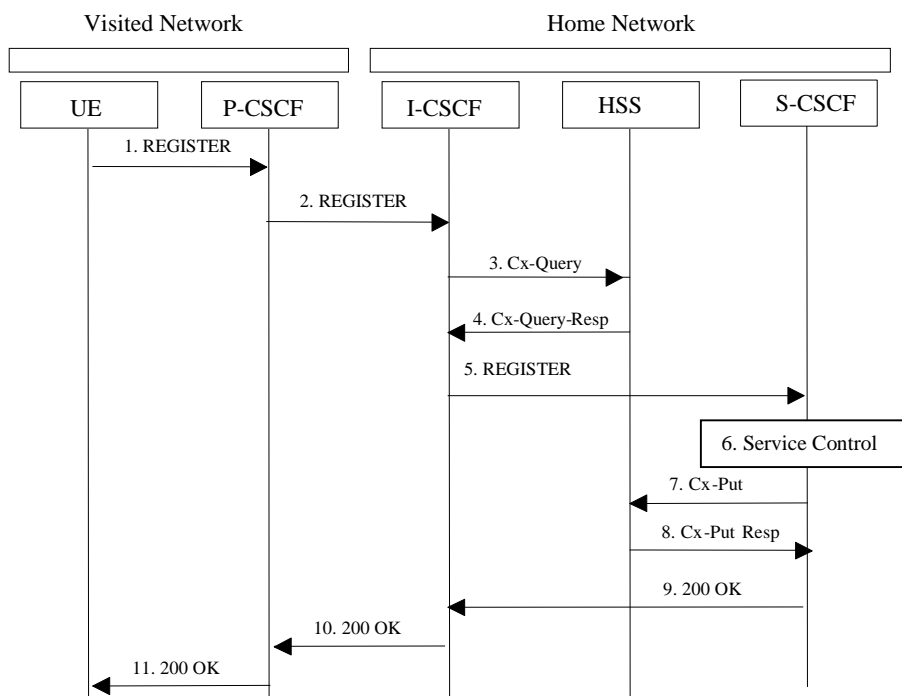 Visited Network
Home Network
UE
P-CSCF
I-CSCF
HSS
S-CSCF
1. REGISTER
2. REGISTER
3. Cx-Query
4. Cx-Query-Resp
5. REGISTER
6. Service Control
7. Cx-Put
8. Cx-Put Resp
9. 200 OK
10. 200 OK
11. 200 OK